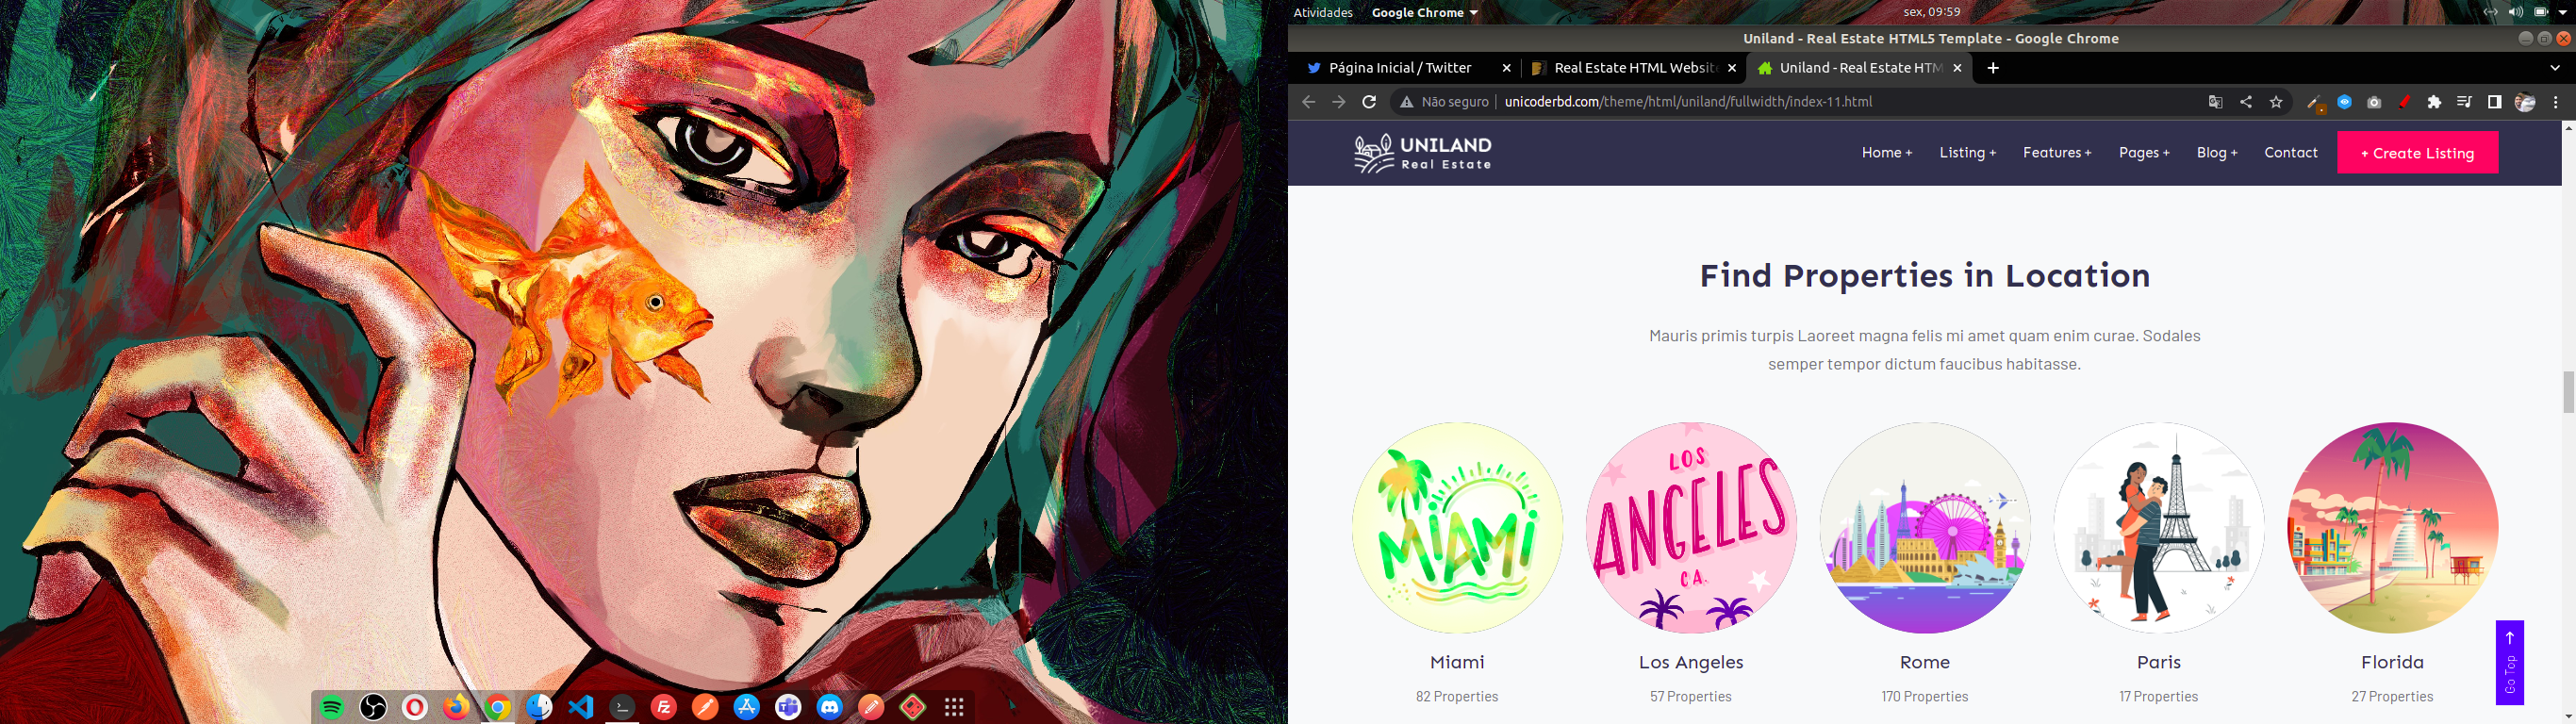 Atividades
Google Chrome
sex, 09:59
Uniland - Real Estate HTML5 Template - Google Chrome
Página Inicial / Twitter
Real Estate HTML Website
Uniland - Real Estate HTM
Não seguro
unicoderbd.com/theme/html/uniland/fullwidth/index-11.html
UNILAND
Real Estate
Home +
Listing +
Features +
Pages +
Blog +
Contact
+ Create Listing
Find Properties in Location
Mauris primis turpis Laoreet magna felis mi amet quam enim curae. Sodales
semper tempor dictum faucibus habitasse.
MIAMI
LOS
ANGELES
CA.
Miami
Los Angeles
Rome
Paris
Florida
82 Properties
57 Properties
170 Properties
17 Properties
27 Properties
Go Top